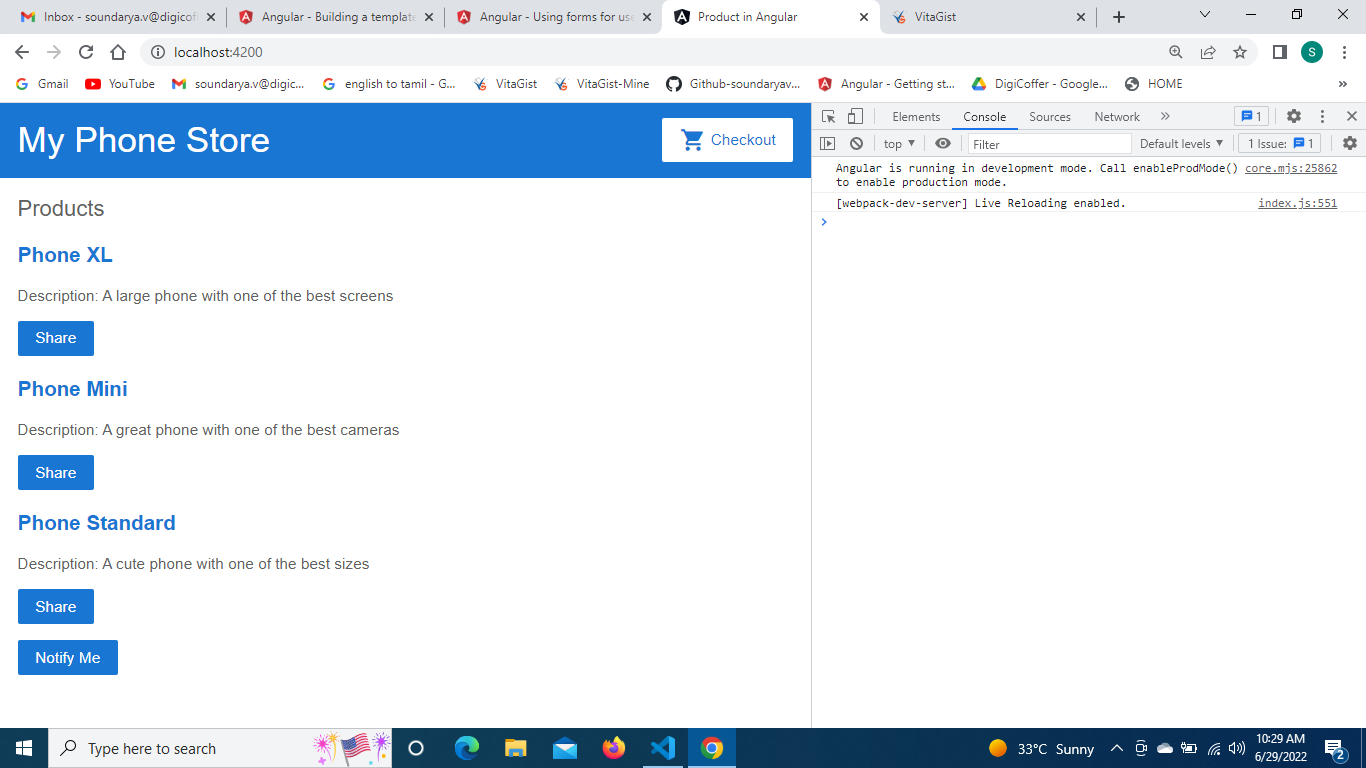 Inbox - soundarya.v@digicof
Angular - Building a template
Angular - Using forms for use
Product in Angular
VitaGist
localhost:4200
S
Gmail
YouTube
soundarya.v@digic...
english to tamil - G...
VitaGist
VitaGist-Mine
Github-soundaryav...
Angular - Getting st...
DigiCoffer - Google...
HOME
»
My Phone Store
Checkout
Products
Phone XL
Description: A large phone with one of the best screens
Share
Phone Mini
Description: A great phone with one of the best cameras
Share
Phone Standard
Description: A cute phone with one of the best sizes
Share
Notify Me
Elements Console Sources Network » 1
top Filter Default levels 1 Issue: 1
Angular is running in development mode. Call enableProdMode() core.mjs:25862
to enable production mode.
[webpack-dev-server] Live Reloading enabled. index.js:551
Type here to search
33°C Sunny
10:29 AM
6/29/2022
2